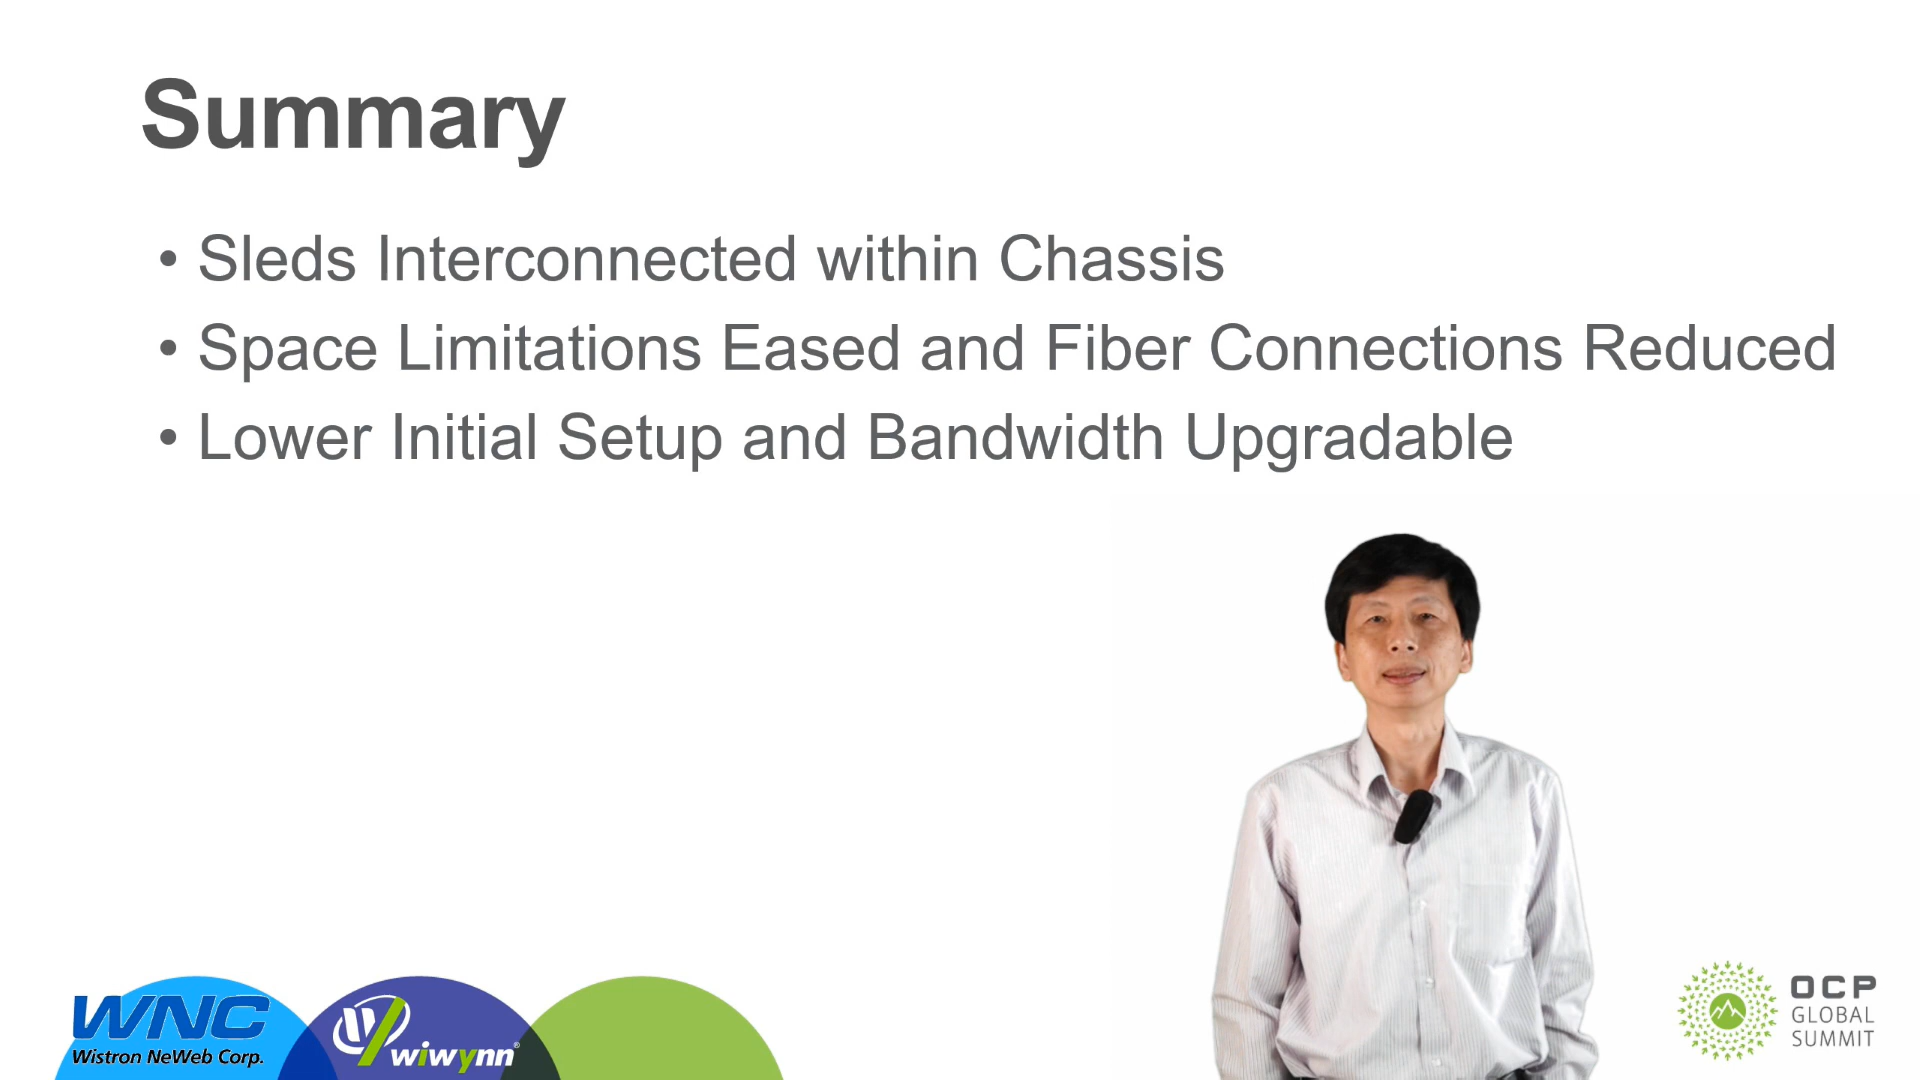 Summary
• Sleds Interconnected within Chassis
• Space Limitations Eased and Fiber Connections Reduced
• Lower Initial Setup and Bandwidth Upgradable
WNC
Wistron NeWeb Corp.
wiwynn®
OCP
GLOBAL
SUMMIT